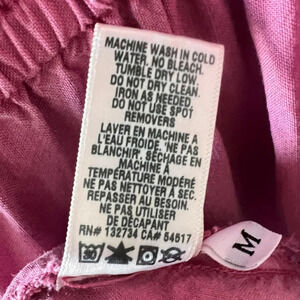 MACHINE WASH IN COLD
WATER. NO BLEACH.
TUMBLE DRY LOW.
DO NOT DRY CLEAN.
IRON AS NEEDED.
DO NOT USE SPOT
REMOVERS
LAVER EN MACHINE À
L'EAU FROIDE. NE PAS
BLANCHIR. SÉCHAGE EN
MACHINE À
TEMPÉRATURE MODÉRÉ
NE PAS NETTOYER À SEC.
REPASSER AU BESOIN.
NE PAS UTILISER
DE DÉCAPANT
RN# 132734 CA# 54517
30
M